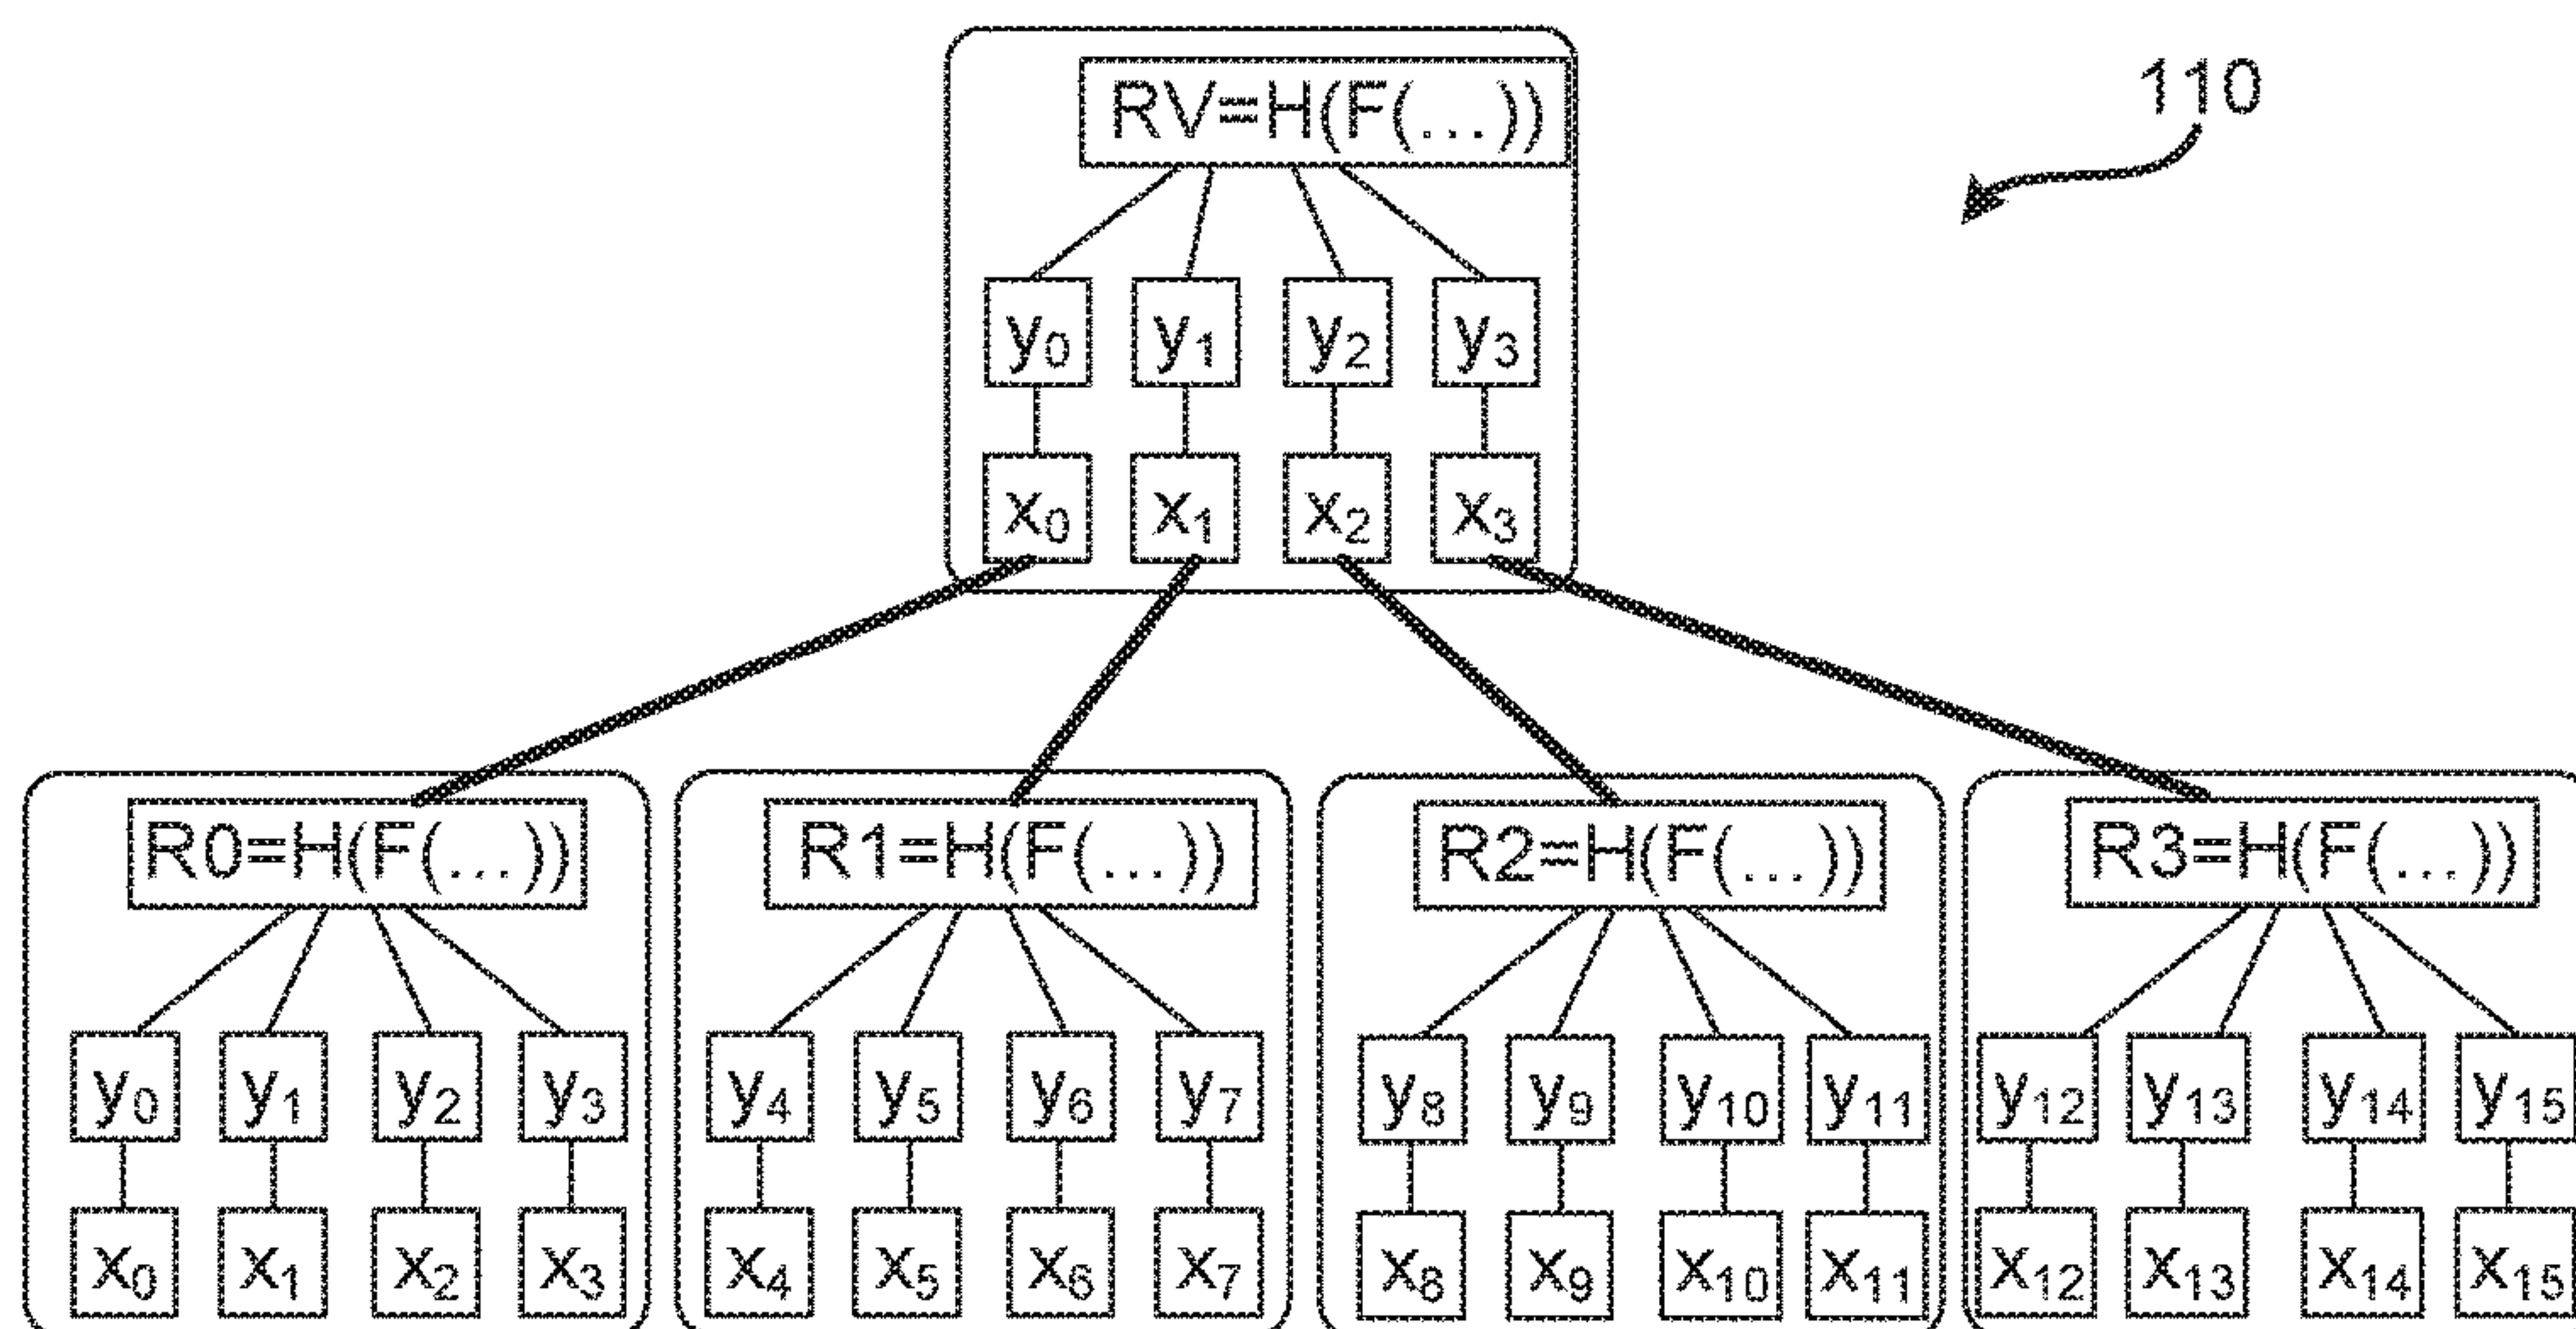 110
RV=H(F(...))
y₀ y₁ y₂ y₃
x₀ x₁ x₂ x₃
R0=H(F(...)) R1=H(F(...)) R2=H(F(...)) R3=H(F(...))
y₀ y₁ y₂ y₃ y₄ y₅ y₆ y₇ y₈ y₉ y₁₀ y₁₁ y₁₂ y₁₃ y₁₄ y₁₅
x₀ x₁ x₂ x₃ x₄ x₅ x₆ x₇ x₈ x₉ x₁₀ x₁₁ x₁₂ x₁₃ x₁₄ x₁₅